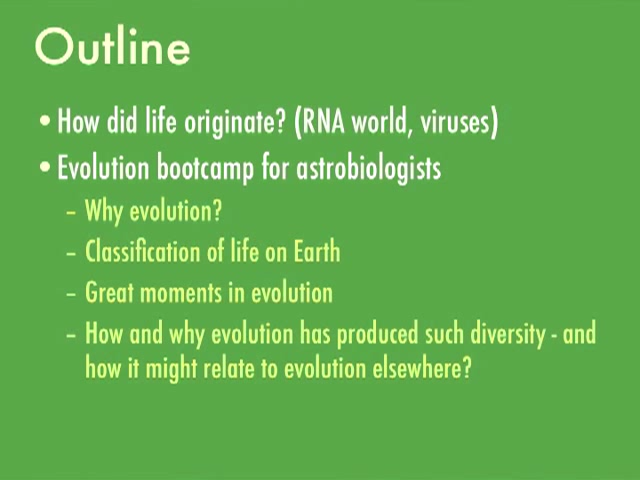 Outline
• How did life originate? (RNA world, viruses)
• Evolution bootcamp for astrobiologists
– Why evolution?
– Classification of life on Earth
– Great moments in evolution
– How and why evolution has produced such diversity - and
how it might relate to evolution elsewhere?